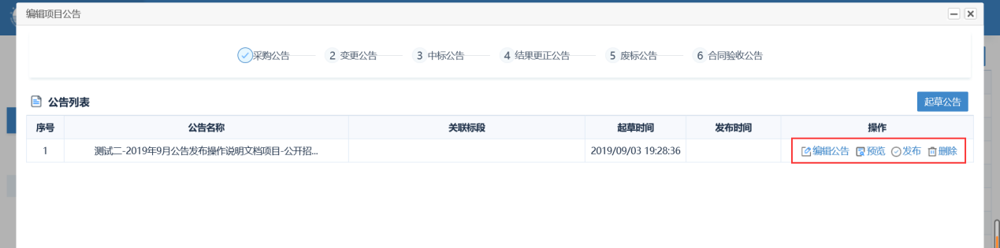 编辑项目公告
采购公告 2 变更公告 3 中标公告 4 结果更正公告 5 废标公告 6 合同验收公告
公告列表 起草公告
序号 公告名称 关联标段 起草时间 发布时间 操作
1 测试二-2019年9月公告发布操作说明文档项目-公开招... 2019/09/03 19:28:36 编辑公告 预览 发布 删除